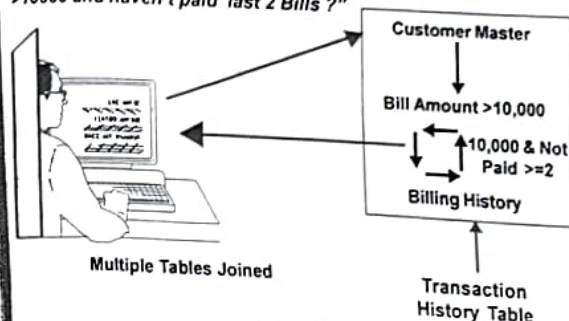 and haven't paid last 2 Bills ?"
Customer Master
Bill Amount >10,000
10,000 & Not
Paid >=2
Billing History
Multiple Tables Joined
Transaction
History Table